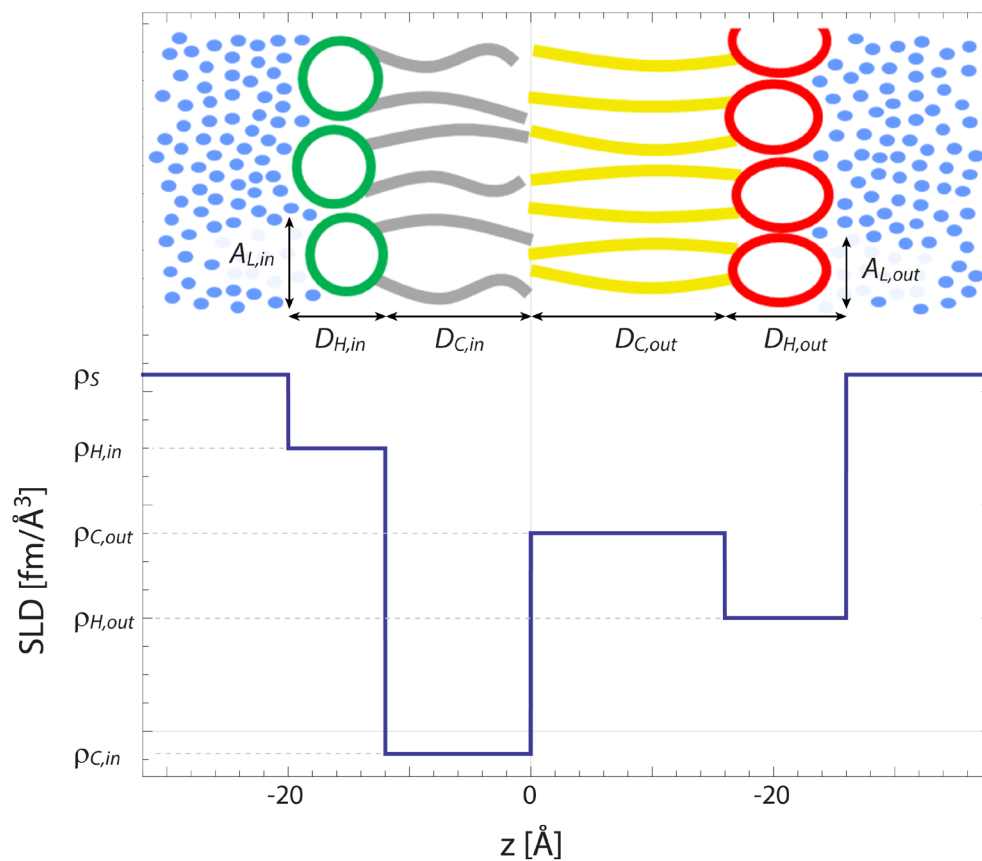 A_L,in
A_L,out
D_H,in
D_C,in
D_C,out
D_H,out
ρ_S
ρ_H,in
ρ_C,out
ρ_H,out
ρ_C,in
SLD [fm/Å³]
-20
0
-20
z [Å]